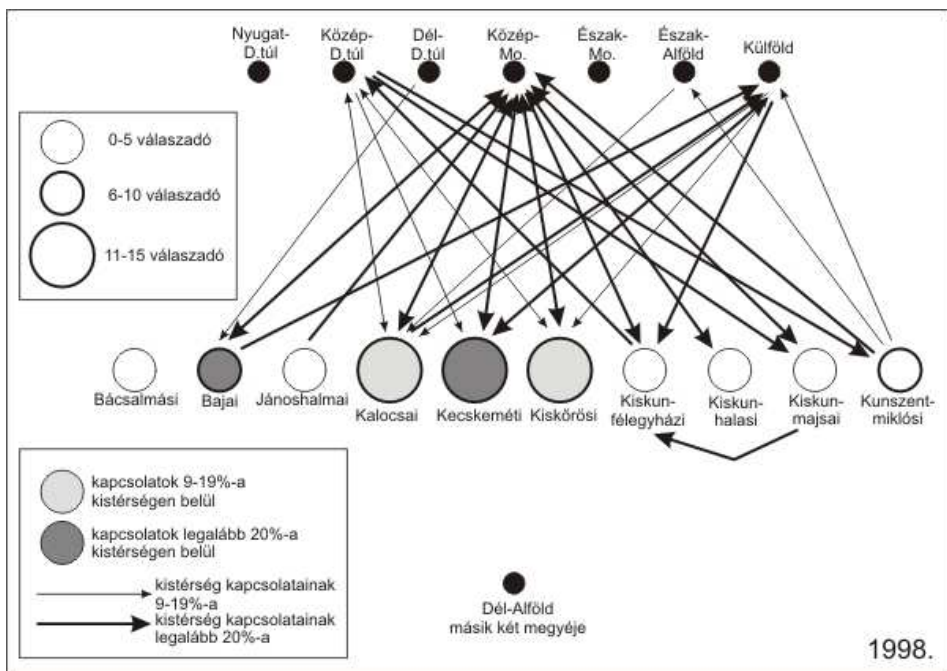 Nyugat-
D.túl
Közép-
D.túl
Dél-
D.túl
Közép-
Mo.
Észak-
Mo.
Észak-
Alföld
Külföld
0-5 válaszadó
6-10 válaszadó
11-15 válaszadó
Bácsalmási
Bajai
Jánoshalmai
Kalocsai
Kecskeméti
Kiskőrösi
Kiskun-
félegyházi
Kiskun-
halasi
Kiskun-
majsai
Kunszent-
miklósi
kapcsolatok 9-19%-a
kistérségen belül
kapcsolatok legalább 20%-a
kistérségen belül
kistérség kapcsolatainak
9-19%-a
kistérség kapcsolatainak
legalább 20%-a
Dél-Alföld
másik két megyéje
1998.